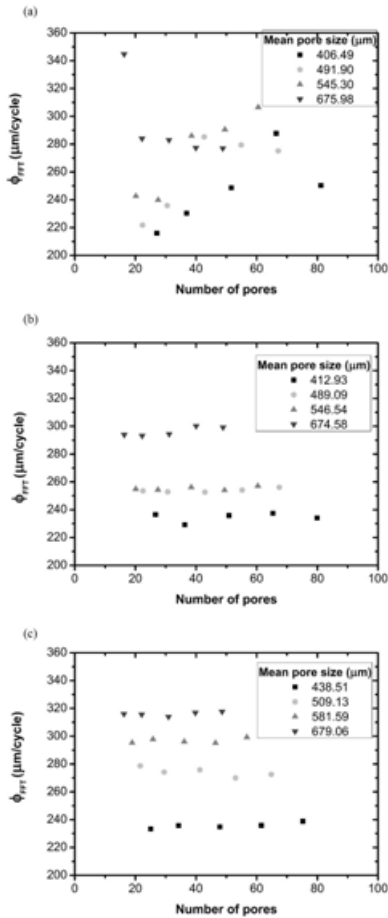 (a)
360
340
320
300
280
260
240
220
200
0 20 40 60 80 100
ϕFFT (μm/cycle)
Number of pores
Mean pore size (μm)
406.49
491.90
545.30
675.98
(b)
360
340
320
300
280
260
240
220
200
0 20 40 60 80 100
ϕFFT (μm/cycle)
Number of pores
Mean pore size (μm)
412.93
489.09
546.54
674.58
(c)
360
340
320
300
280
260
240
220
200
0 20 40 60 80 100
ϕFFT (μm/cycle)
Number of pores
Mean pore size (μm)
438.51
509.13
581.59
679.06